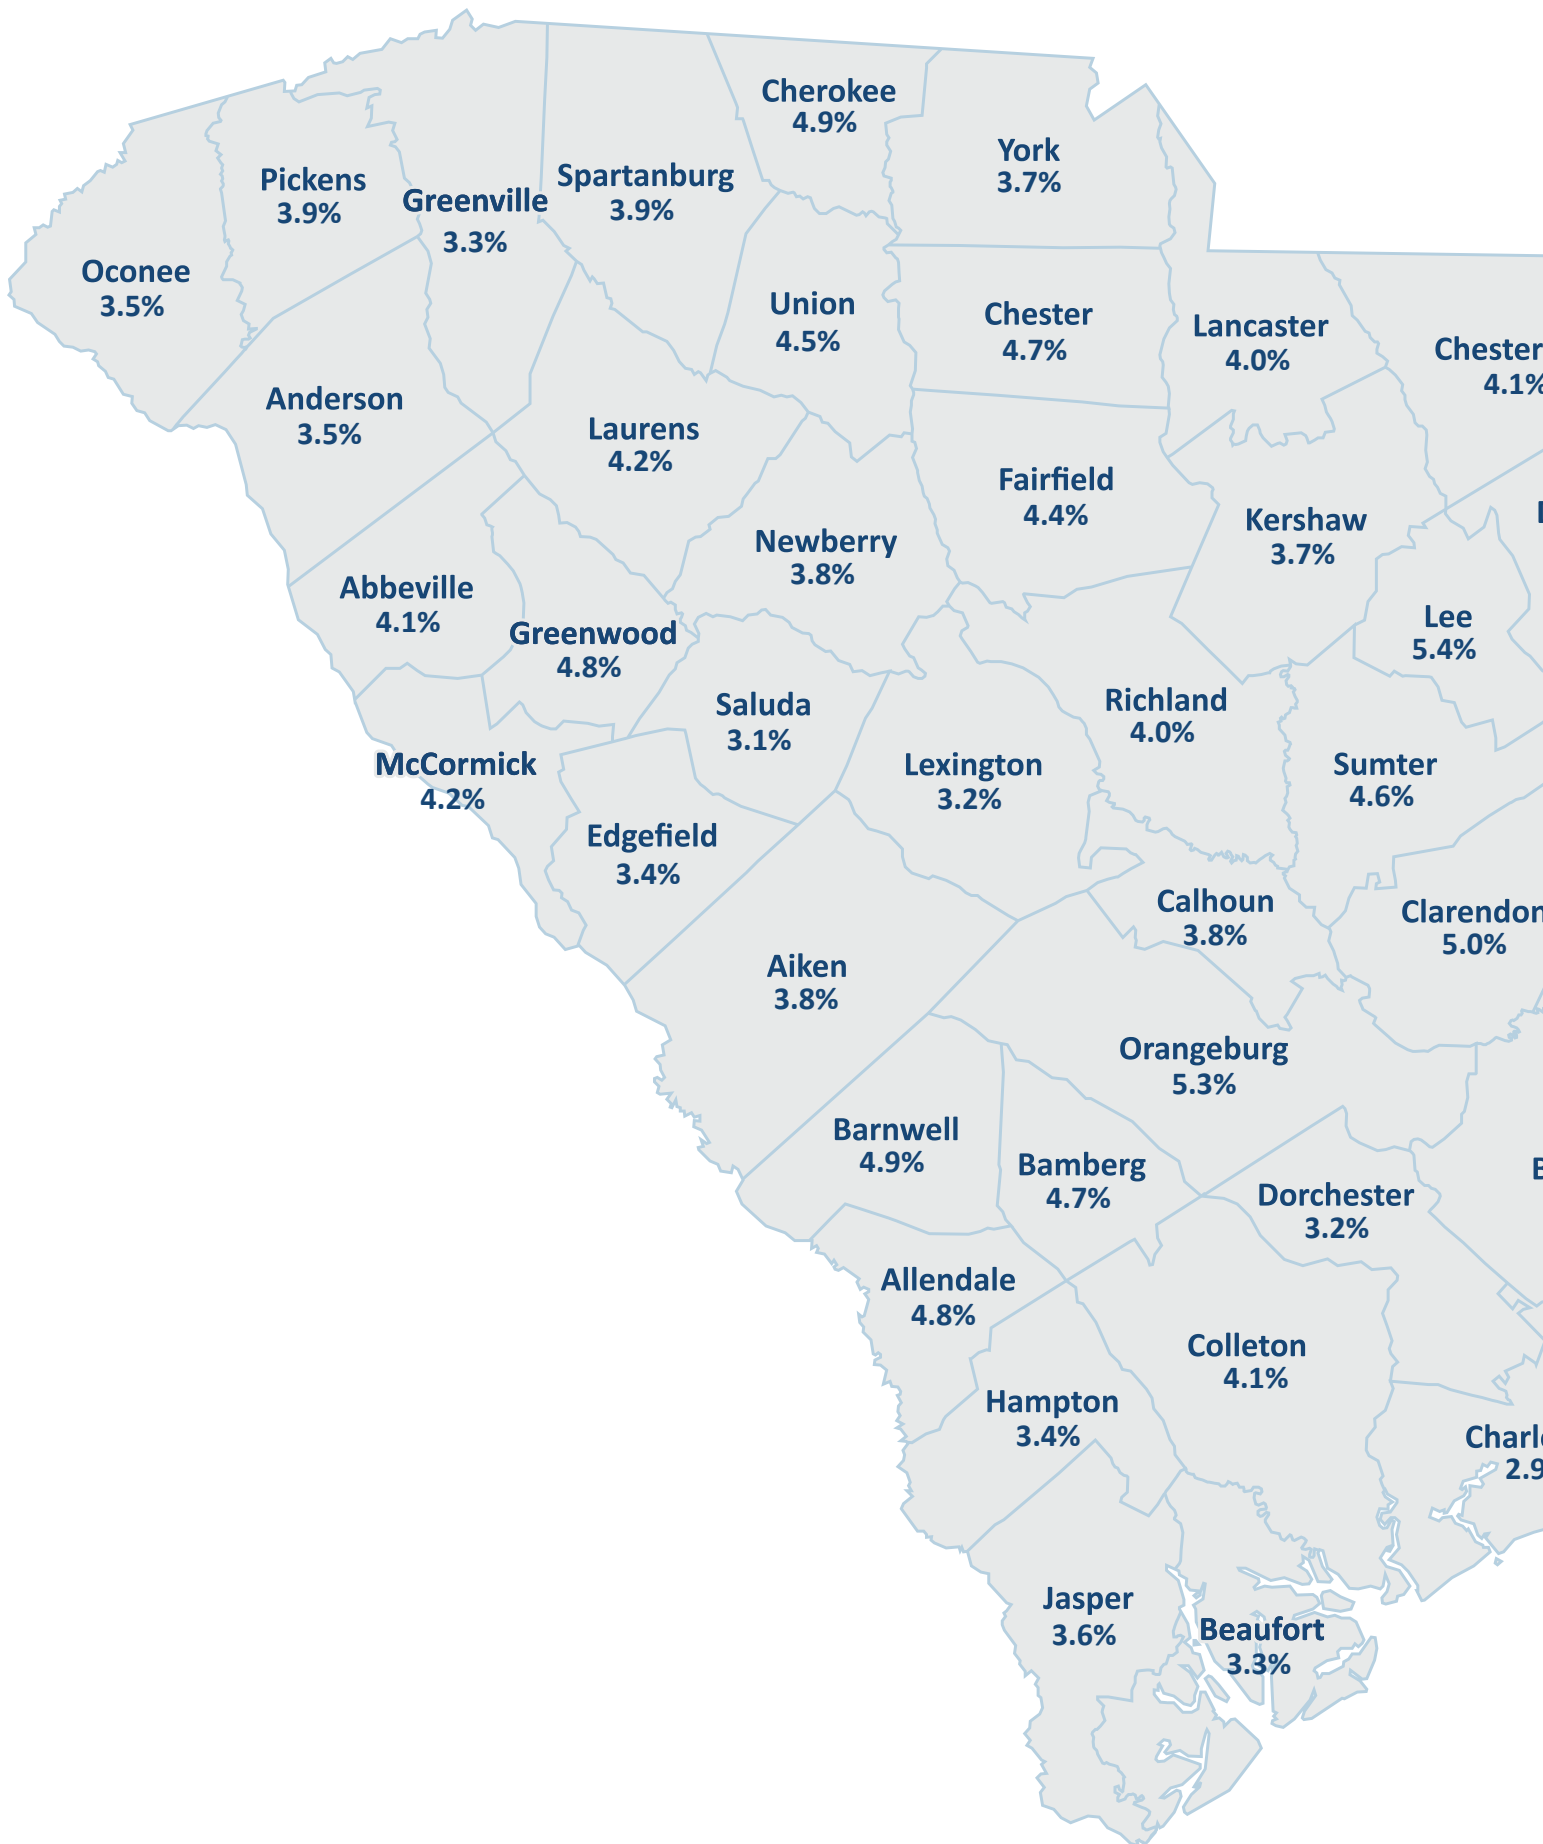 Cherokee
4.9%
York
3.7%
Pickens
3.9%
Greenville
3.3%
Spartanburg
3.9%
Oconee
3.5%
Union
4.5%
Chester
4.7%
Lancaster
4.0%
Chester
4.1%
Anderson
3.5%
Laurens
4.2%
Fairfield
4.4%
Kershaw
3.7%
Newberry
3.8%
Abbeville
4.1%
Greenwood
4.8%
Lee
5.4%
Saluda
3.1%
Richland
4.0%
McCormick
4.2%
Lexington
3.2%
Sumter
4.6%
Edgefield
3.4%
Calhoun
3.8%
Clarendon
5.0%
Aiken
3.8%
Orangeburg
5.3%
Barnwell
4.9%
Bamberg
4.7%
Dorchester
3.2%
Allendale
4.8%
Colleton
4.1%
Hampton
3.4%
Charl
2.9
Jasper
3.6%
Beaufort
3.3%